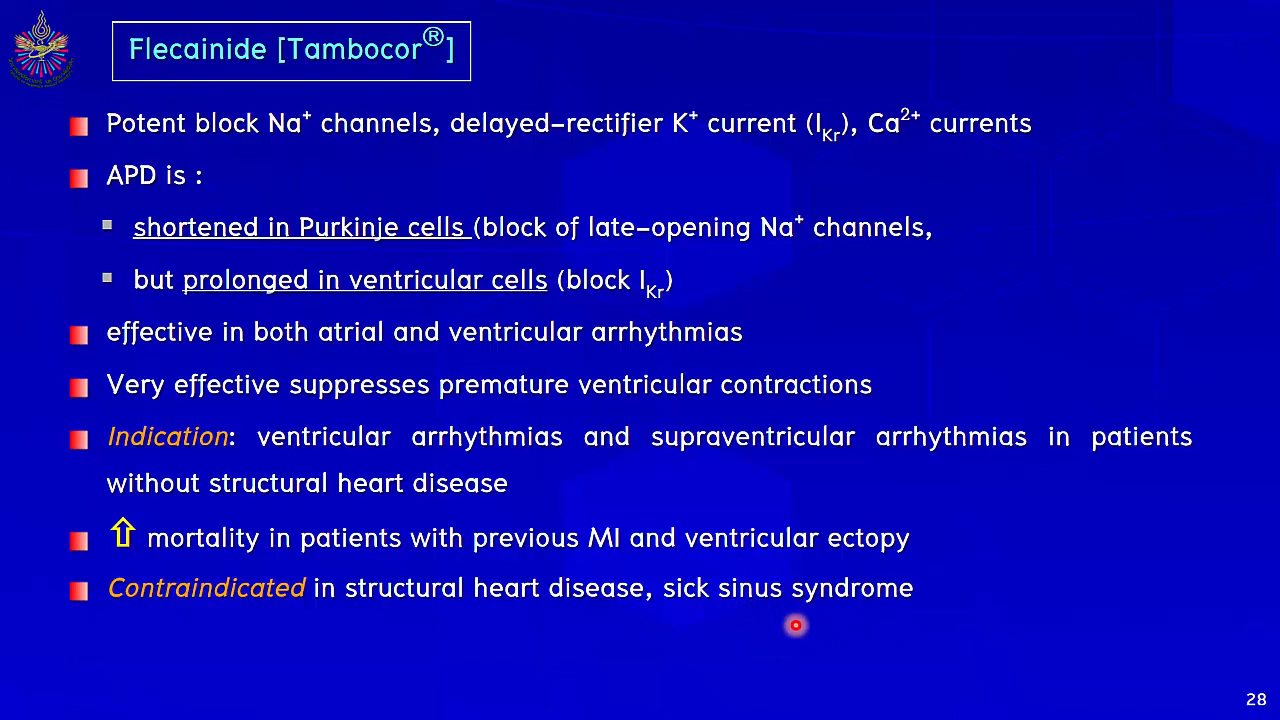 Flecainide [Tambocor®]
Potent block Na⁺ channels, delayed-rectifier K⁺ current (I_Kr), Ca²⁺ currents
APD is :
shortened in Purkinje cells (block of late-opening Na⁺ channels,
but prolonged in ventricular cells (block I_Kr)
effective in both atrial and ventricular arrhythmias
Very effective suppresses premature ventricular contractions
Indication: ventricular arrhythmias and supraventricular arrhythmias in patients
without structural heart disease
⇧ mortality in patients with previous MI and ventricular ectopy
Contraindicated in structural heart disease, sick sinus syndrome
28